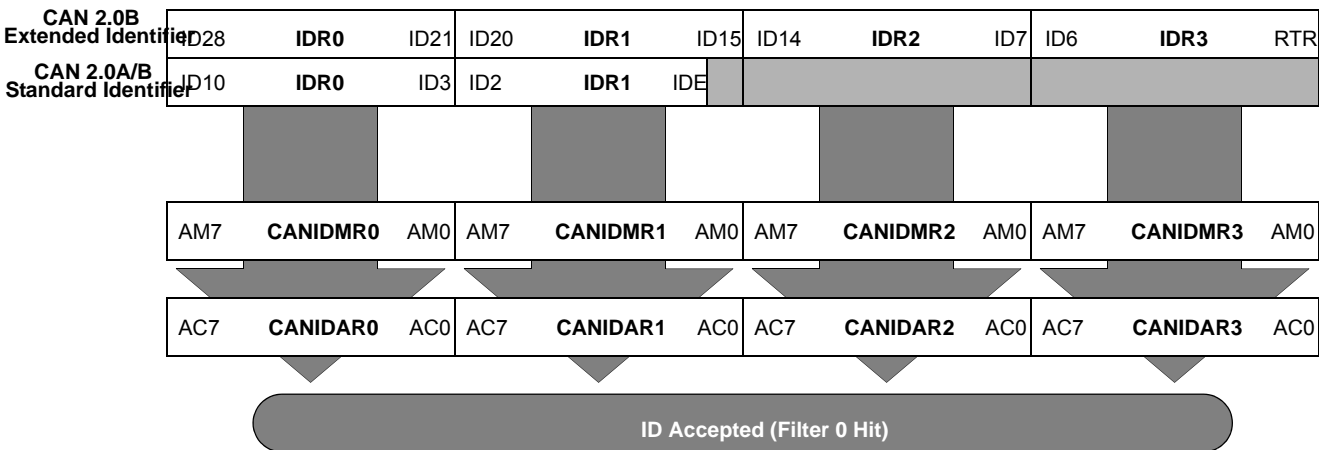 CAN 2.0B
Extended Identifier ID28 IDR0 ID21 ID20 IDR1 ID15 ID14 IDR2 ID7 ID6 IDR3 RTR
CAN 2.0A/B
Standard Identifier ID10 IDR0 ID3 ID2 IDR1 IDE
AM7 CANIDMR0 AM0 AM7 CANIDMR1 AM0 AM7 CANIDMR2 AM0 AM7 CANIDMR3 AM0
AC7 CANIDAR0 AC0 AC7 CANIDAR1 AC0 AC7 CANIDAR2 AC0 AC7 CANIDAR3 AC0
ID Accepted (Filter 0 Hit)